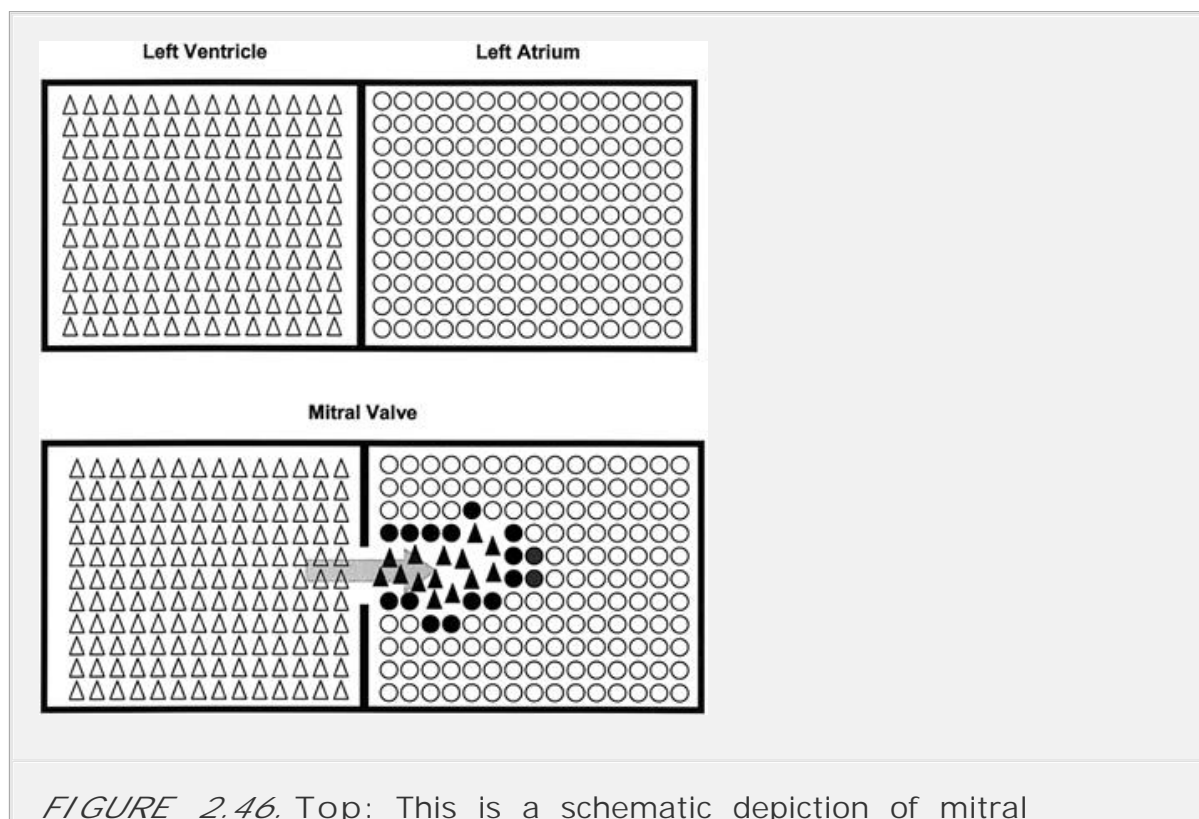 Left Ventricle Left Atrium
Mitral Valve
FIGURE 2.46. Top: This is a schematic depiction of mitral